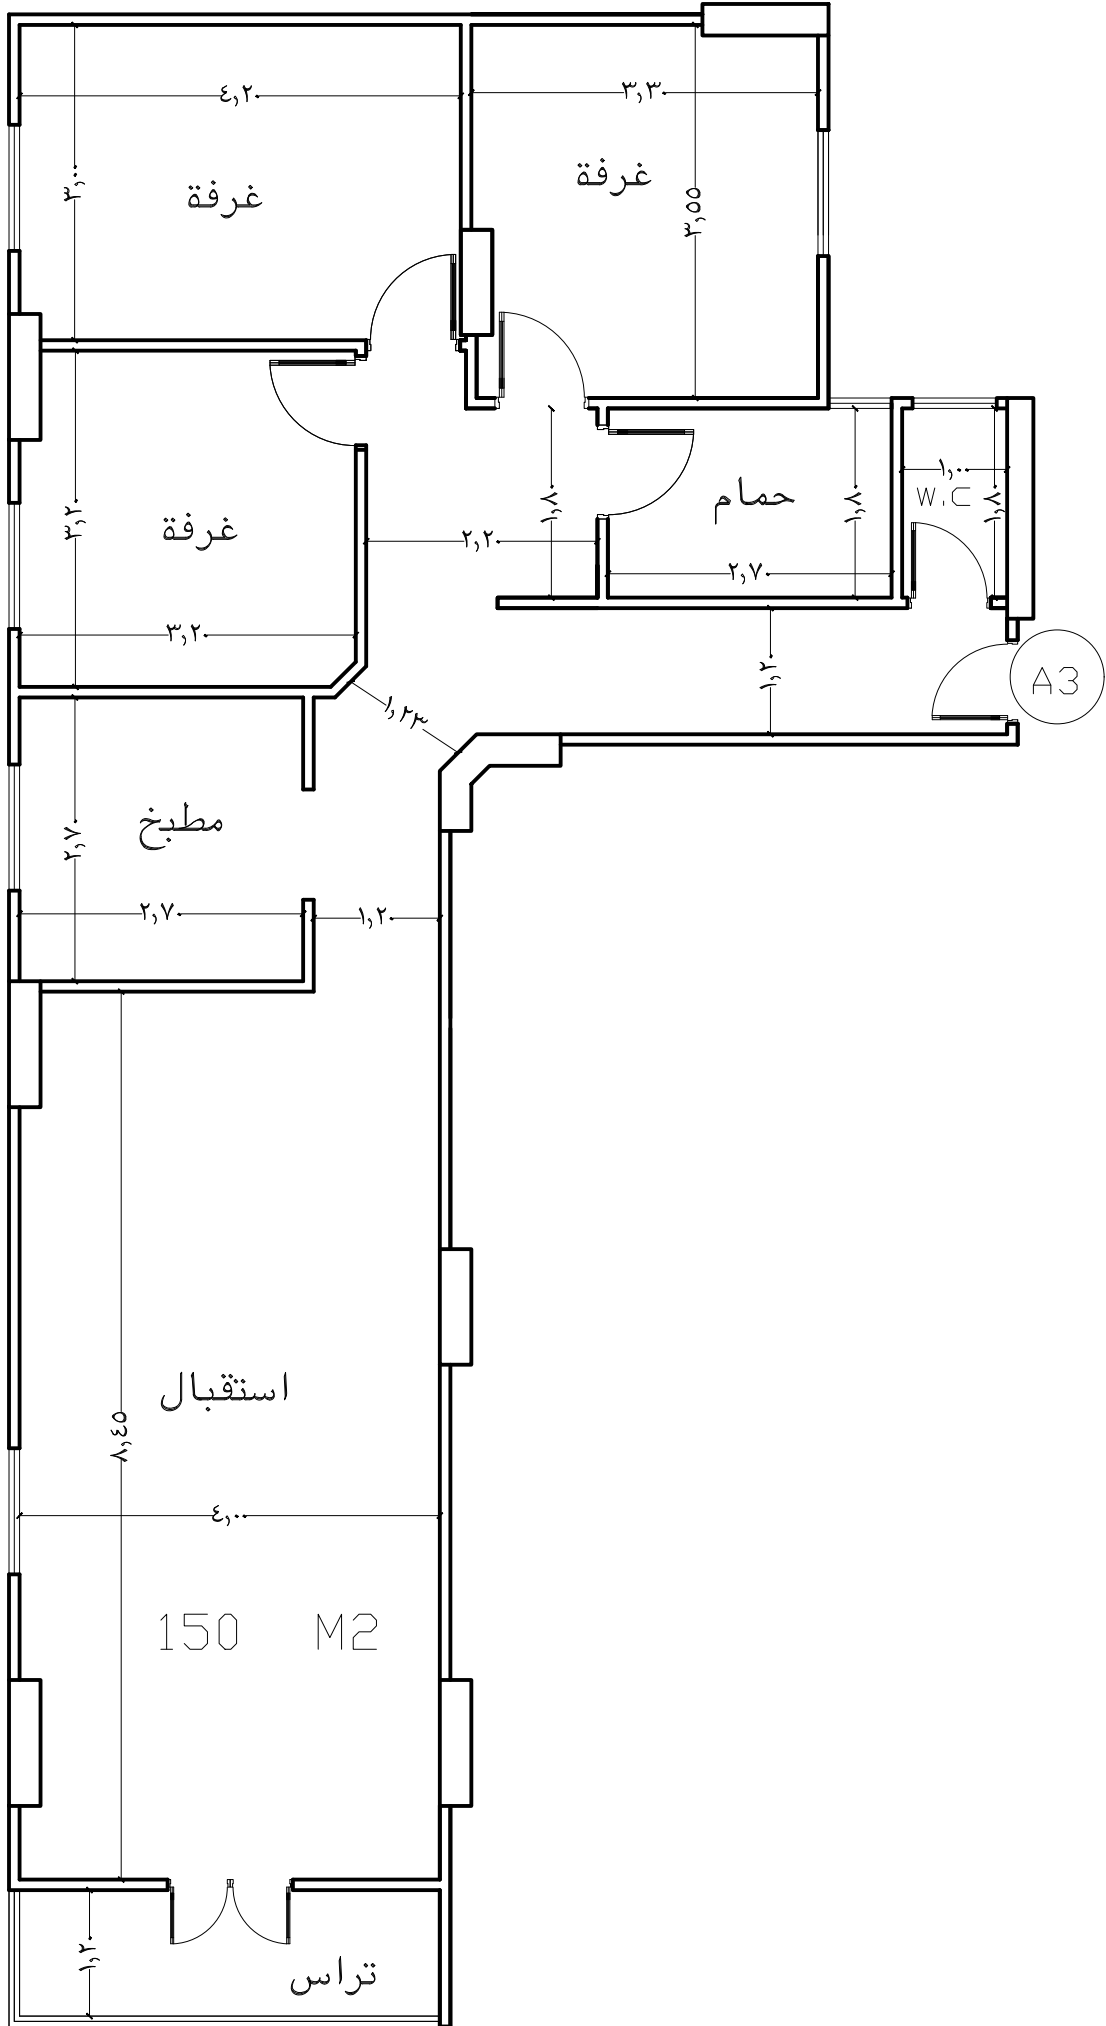 ٤,٢٠
٣,٣٠
غرفة
٣,٠٠
غرفة
٣,٥٥
١,٠٠
W.C
حمام
١,٨٠
١,٨٠
١,٨٠
٣,٢٠
غرفة
٢,٢٠
٢,٧٠
٣,٢٠
١,٢٠
A3
١,٢٣
مطبخ
٢,٧٠
٢,٧٠
١,٢٠
استقبال
٨,٤٥
٤,٠٠
150 M2
١,٢٠
تراس